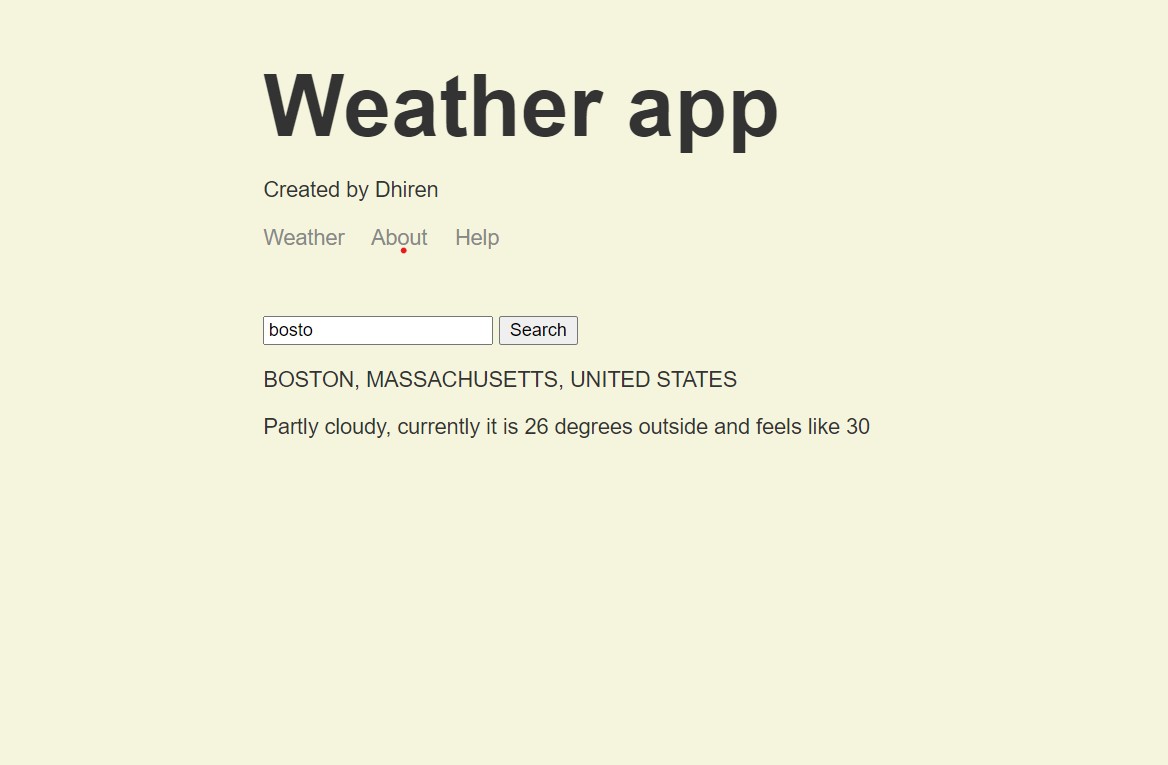 Weather app
Created by Dhiren
Weather About Help
bosto Search
BOSTON, MASSACHUSETTS, UNITED STATES
Partly cloudy, currently it is 26 degrees outside and feels like 30